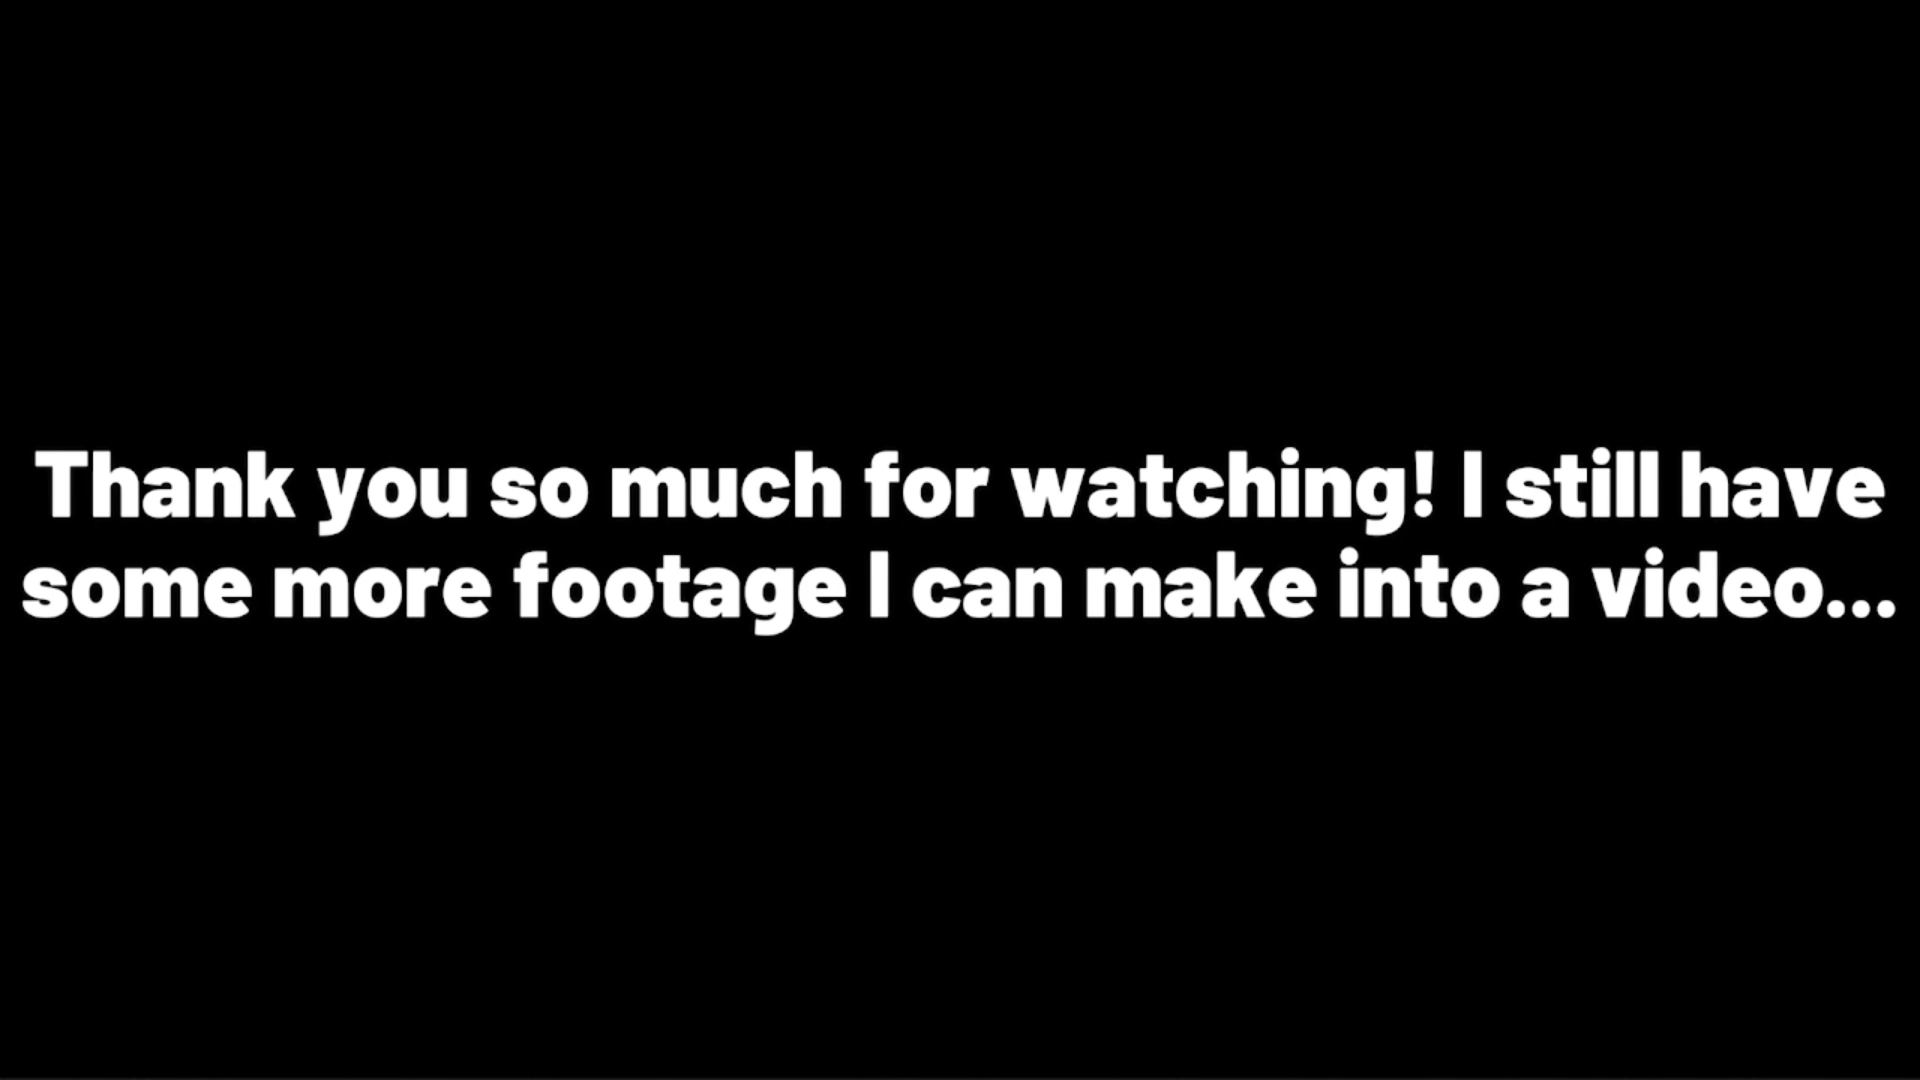 Thank you so much for watching! I still have
some more footage I can make into a video...